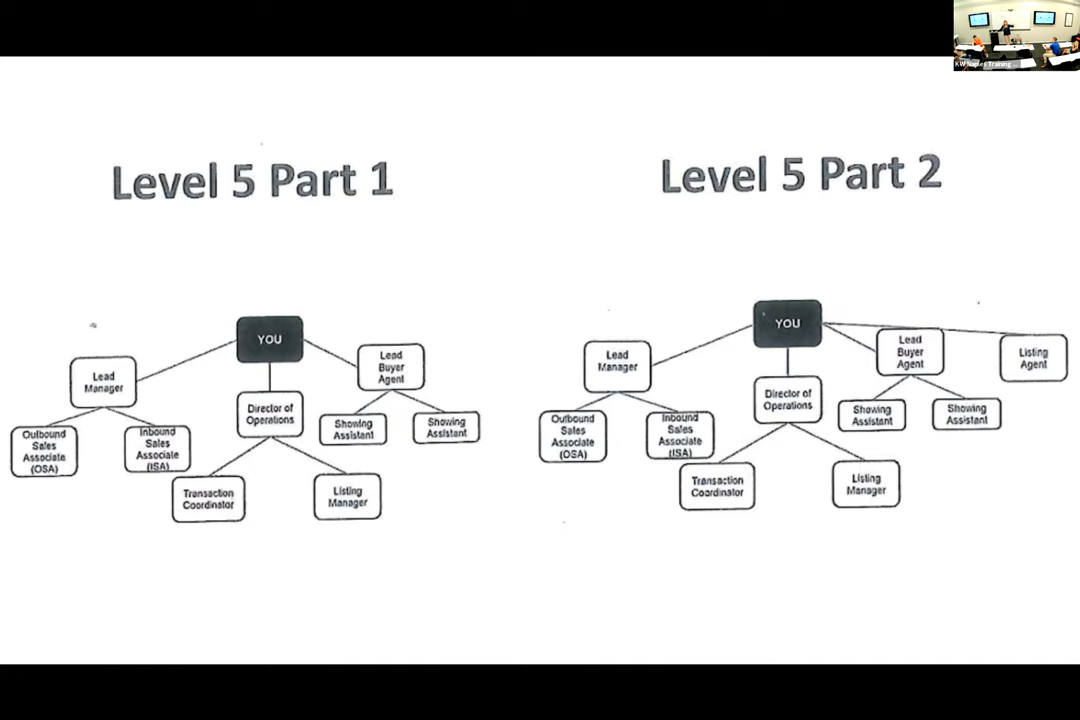 KW Naples Training ...
Level 5 Part 1
YOU
Lead
Manager
Lead
Buyer
Agent
Director of
Operations
Outbound
Sales
Associate
(OSA)
Inbound
Sales
Associate
(ISA)
Showing
Assistant
Showing
Assistant
Transaction
Coordinator
Listing
Manager
Level 5 Part 2
YOU
Lead
Manager
Lead
Buyer
Agent
Listing
Agent
Director of
Operations
Outbound
Sales
Associate
(OSA)
Inbound
Sales
Associate
(ISA)
Showing
Assistant
Showing
Assistant
Transaction
Coordinator
Listing
Manager